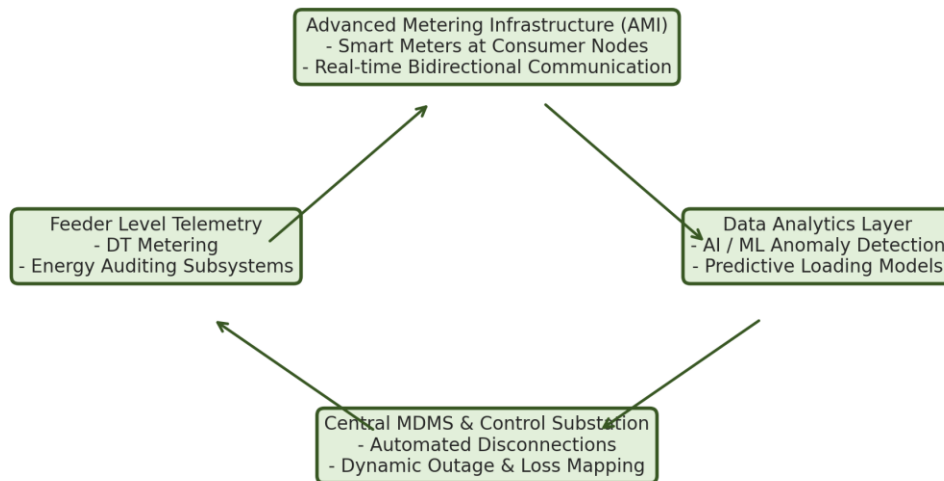 Advanced Metering Infrastructure (AMI)
- Smart Meters at Consumer Nodes
- Real-time Bidirectional Communication
Feeder Level Telemetry
- DT Metering
- Energy Auditing Subsystems
Data Analytics Layer
- AI / ML Anomaly Detection
- Predictive Loading Models
Central MDMS & Control Substation
- Automated Disconnections
- Dynamic Outage & Loss Mapping